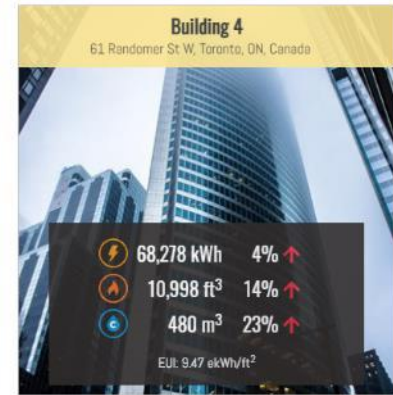 Building 4
61 Randomer St W, Toronto, ON, Canada
68,278 kWh 4%
10,998 ft³ 14%
480 m³ 23%
EUI: 9.47 ekWh/ft²